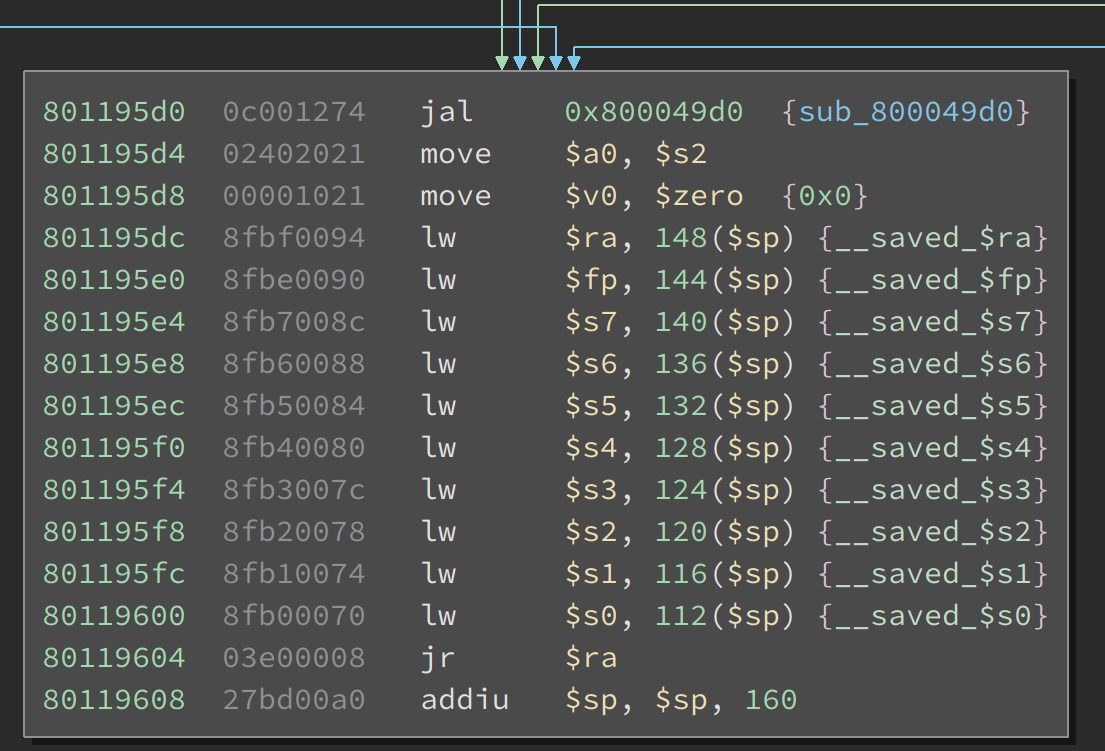 801195d0 0c001274 jal 0x800049d0 {sub_800049d0}
801195d4 02402021 move $a0, $s2
801195d8 00001021 move $v0, $zero {0x0}
801195dc 8fbf0094 lw $ra, 148($sp) {__saved_$ra}
801195e0 8fbe0090 lw $fp, 144($sp) {__saved_$fp}
801195e4 8fb7008c lw $s7, 140($sp) {__saved_$s7}
801195e8 8fb60088 lw $s6, 136($sp) {__saved_$s6}
801195ec 8fb50084 lw $s5, 132($sp) {__saved_$s5}
801195f0 8fb40080 lw $s4, 128($sp) {__saved_$s4}
801195f4 8fb3007c lw $s3, 124($sp) {__saved_$s3}
801195f8 8fb20078 lw $s2, 120($sp) {__saved_$s2}
801195fc 8fb10074 lw $s1, 116($sp) {__saved_$s1}
80119600 8fb00070 lw $s0, 112($sp) {__saved_$s0}
80119604 03e00008 jr $ra
80119608 27bd00a0 addiu $sp, $sp, 160